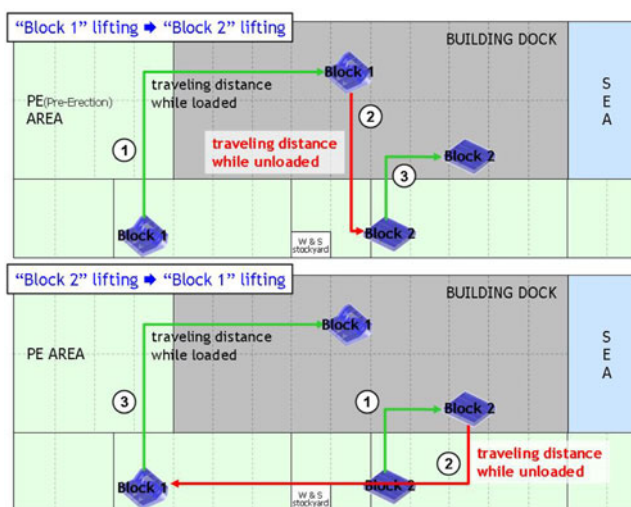 “Block 1” lifting ➡ “Block 2” lifting
BUILDING DOCK
Block 1
traveling distance
while loaded
PE(Pre-Erection)
AREA
S
E
A
1
2
traveling distance
while unloaded
Block 2
3
Block 1
W & S
stockyard
Block 2
“Block 2” lifting ➡ “Block 1” lifting
BUILDING DOCK
Block 1
traveling distance
while loaded
PE AREA
S
E
A
3
1
Block 2
2
traveling distance
while unloaded
Block 1
W & S
stockyard
Block 2